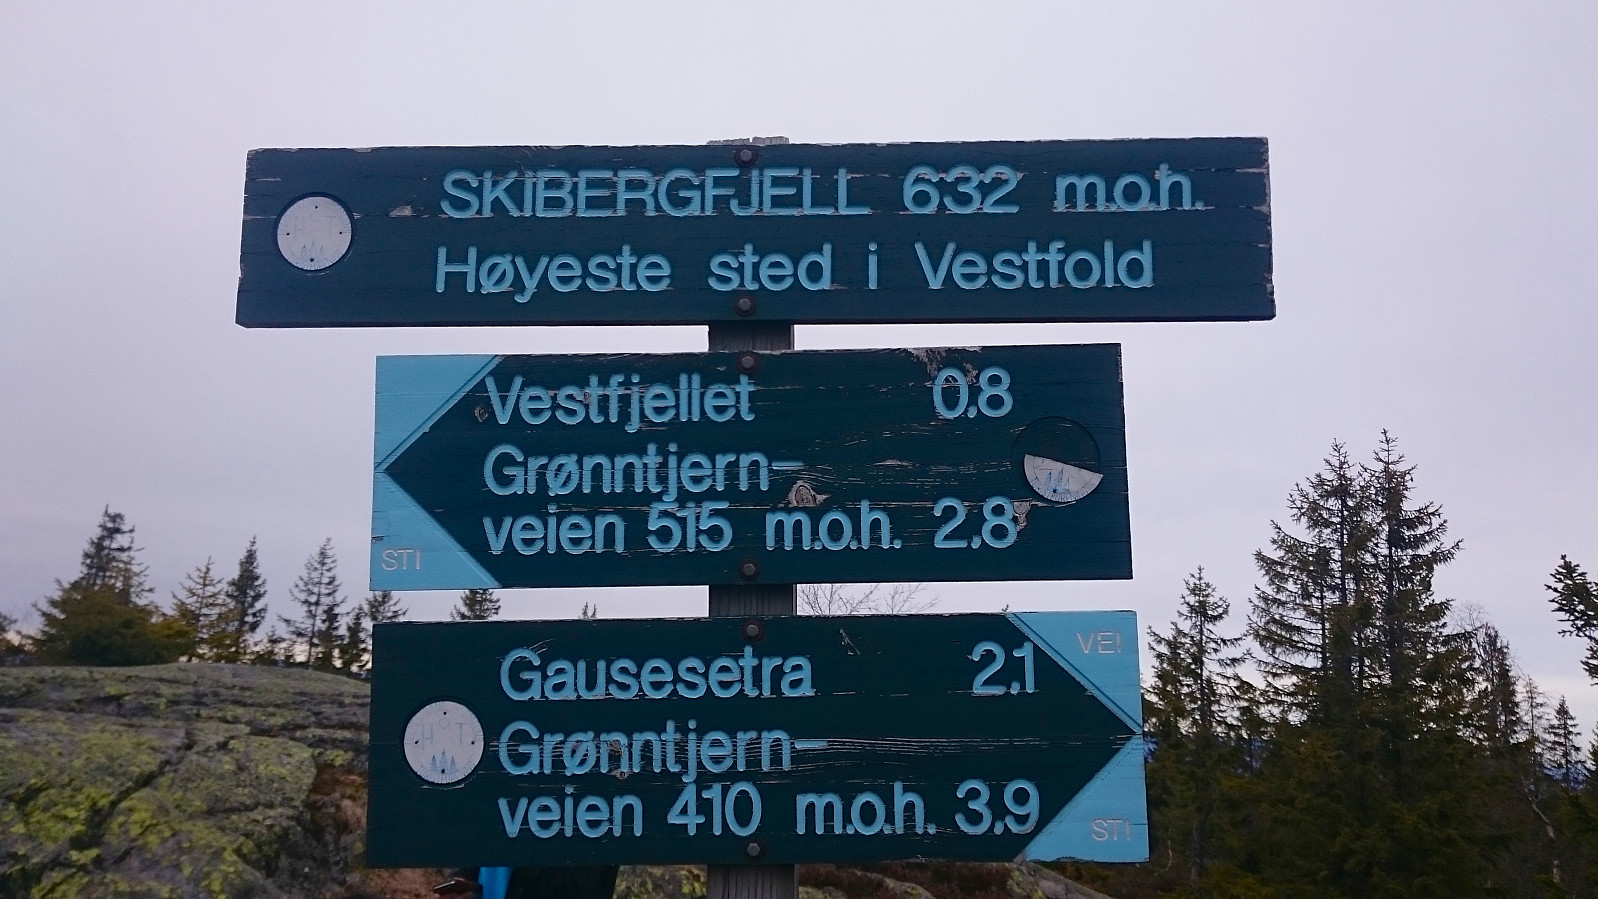 SKIBERGFJELL 632 m.o.h.
Høyeste sted i Vestfold
Vestfjellet 0,8
Grønntjern-
veien 515 m.o.h. 2,8
STI
Gausesetra 2,1
VEI
Grønntjern-
veien 410 m.o.h. 3,9
STI
H O T